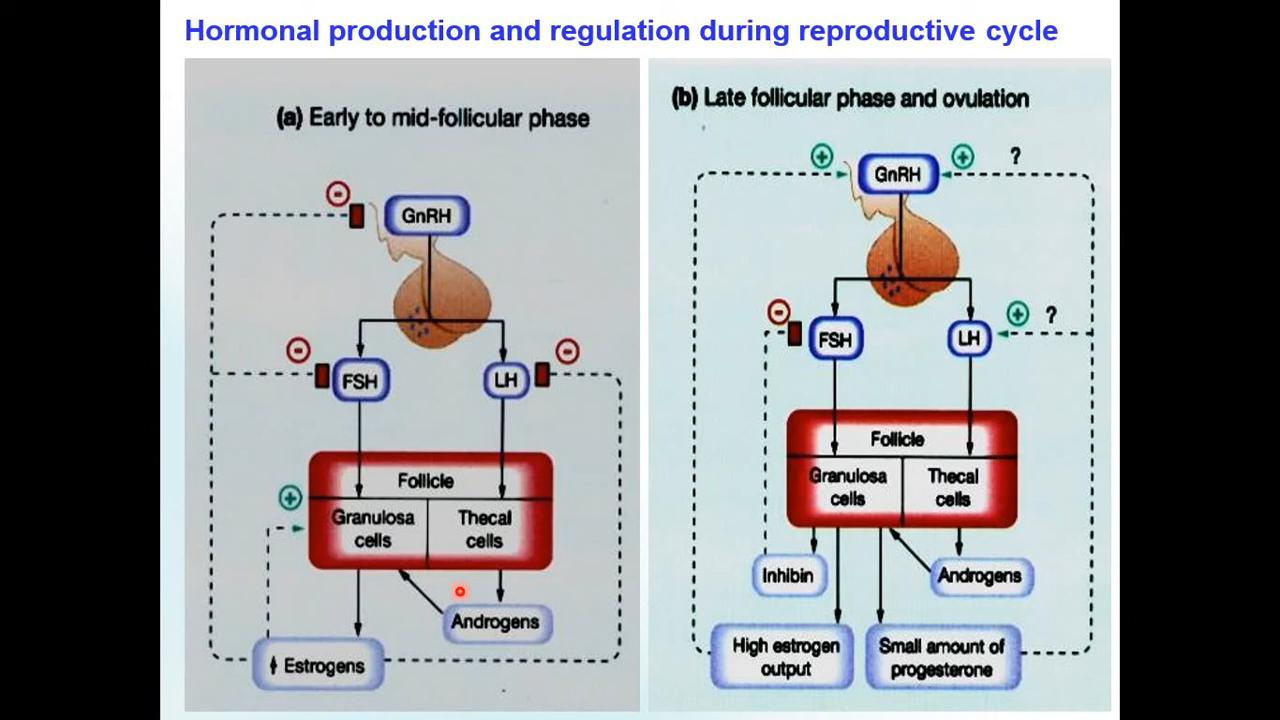 Hormonal production and regulation during reproductive cycle
(a) Early to mid-follicular phase
-
GnRH
-
-
FSH
LH
Follicle
+
Granulosa
cells
Thecal
cells
Androgens
Estrogens
(b) Late follicular phase and ovulation
+
+
?
GnRH
-
+
?
FSH
LH
Follicle
Granulosa
cells
Thecal
cells
Inhibin
Androgens
High estrogen
output
Small amount of
progesterone